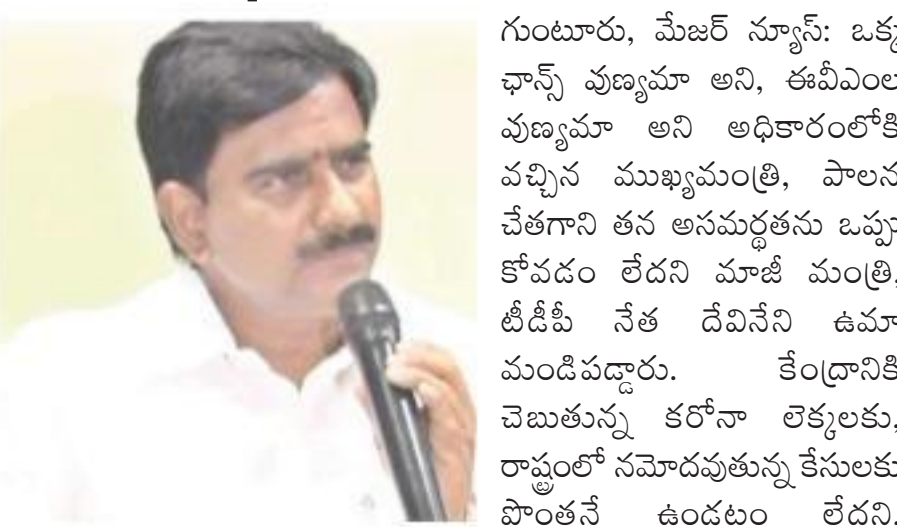 గుంటూరు, మేజర్ న్యూస్: ఒక్క
ఛాన్స్ వుణ్యమా అని, ఈవీఎంల
వుణ్యమా అని అధికారంలోకి
వచ్చిన ముఖ్యమంత్రి, పాలన
చేతగాని తన అసమర్థతను ఒప్పు
కోవడం లేదని మాజీ మంత్రి,
టీడీపీ నేత దేవినేని ఉమా
మండిపడ్డారు. కేంద్రానికి
చెబుతున్న కరోనా లెక్కలకు,
రాష్ట్రంలో నమోదవుతున్న కేసులకు
పొంతనే ఉండటం లేదని,